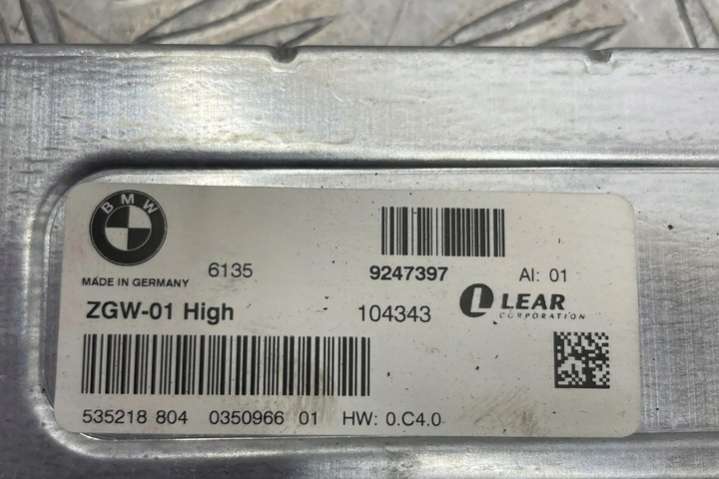 BMW
MADE IN GERMANY 6135 9247397 AI: 01
ZGW-01 High 104343 LEAR
CORPORATION
535218 804 0350966 01 HW: 0.C4.0